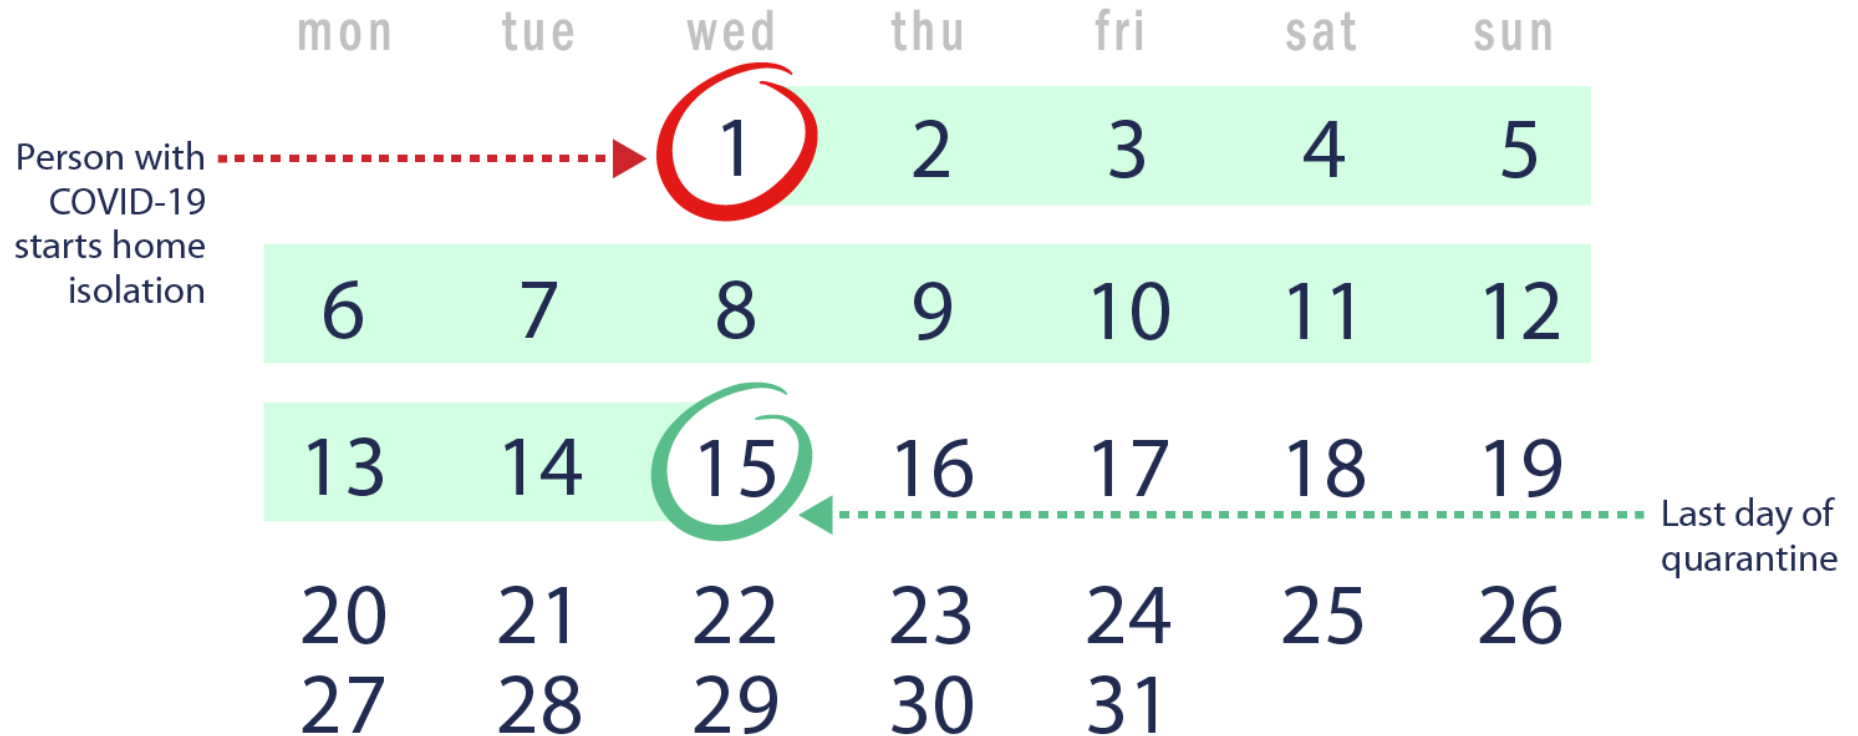 mon tue wed thu fri sat sun
Person with
COVID-19
starts home
isolation
1 2 3 4 5
6 7 8 9 10 11 12
13 14 15 16 17 18 19
Last day of
quarantine
20 21 22 23 24 25 26
27 28 29 30 31